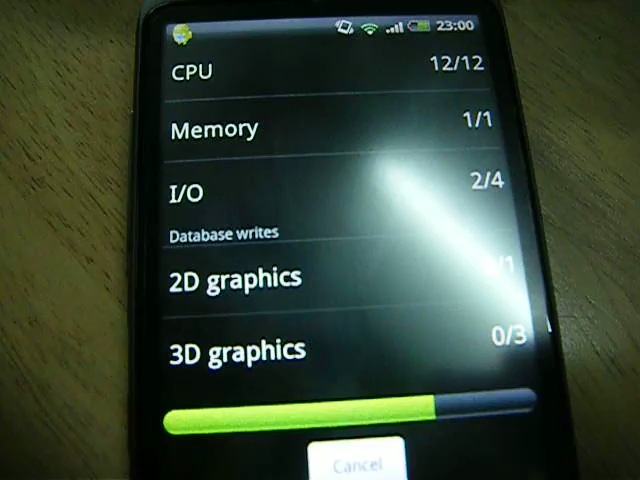 23:00
CPU 12/12
Memory 1/1
I/O 2/4
Database writes
2D graphics /1
3D graphics 0/3
Cancel